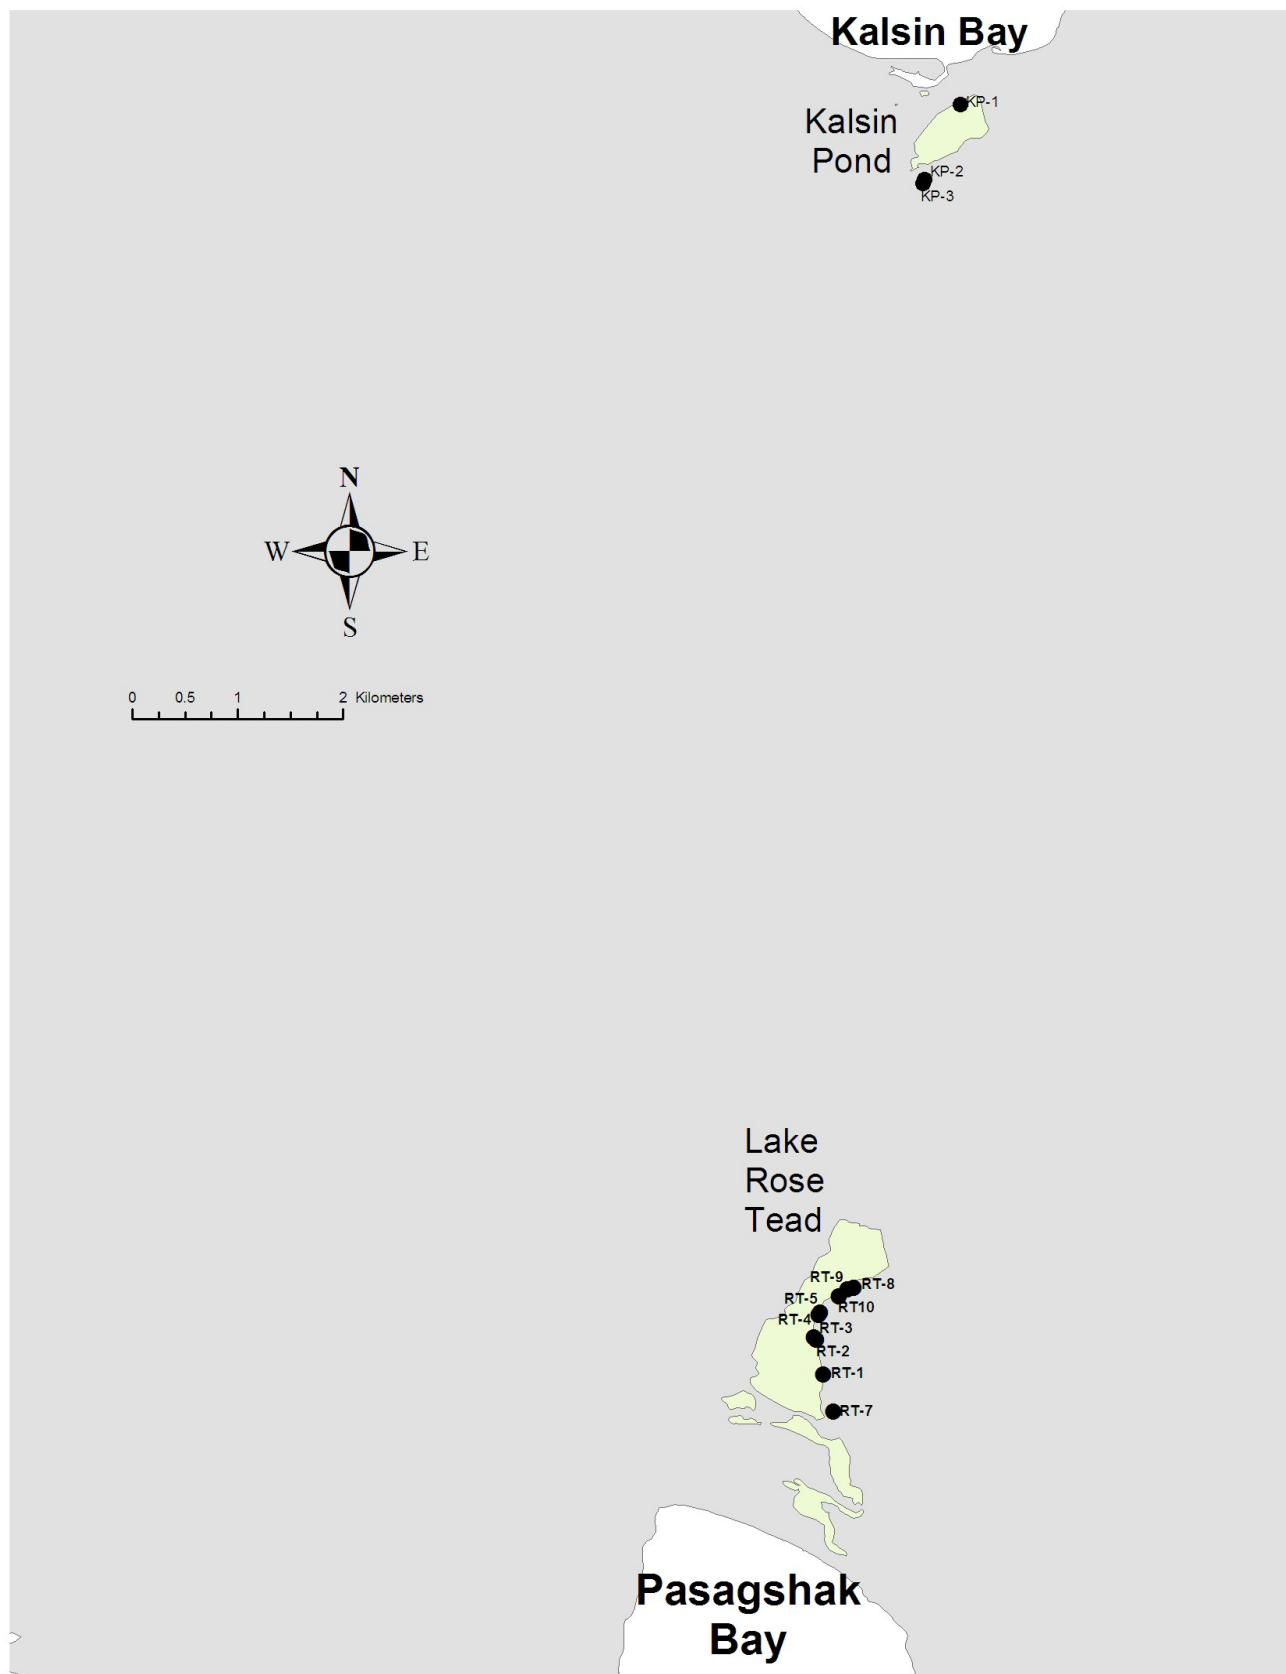 Kalsin Bay
KP-1
Kalsin
Pond
KP-2
KP-3
N
W E
S
0 0.5 1 2 Kilometers
Lake
Rose
Tead
RT-9
RT-8
RT-5
RT10
RT-4
RT-3
RT-2
RT-1
RT-7
Pasagshak
Bay